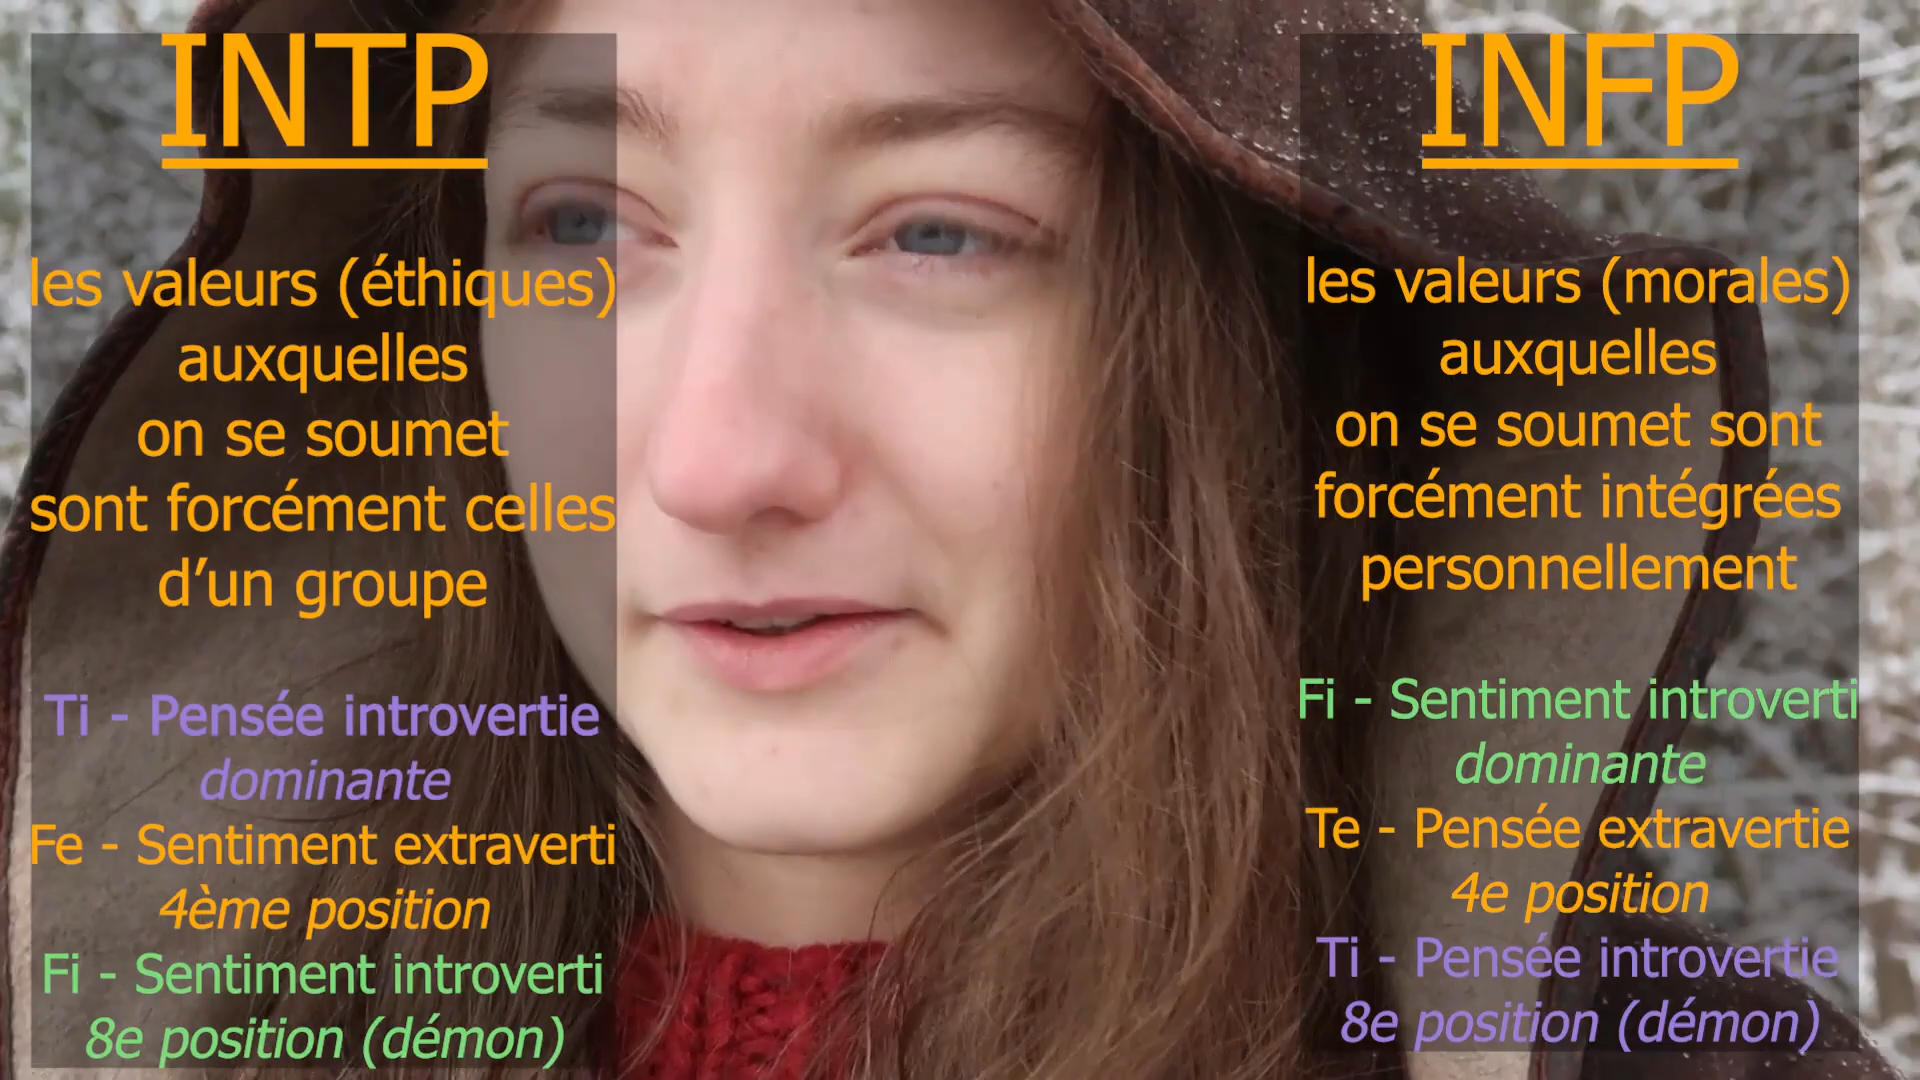 INTP
les valeurs (éthiques)
auxquelles
on se soumet
sont forcément celles
d’un groupe
Ti - Pensée introvertie
dominante
Fe - Sentiment extraverti
4ème position
Fi - Sentiment introverti
8e position (démon)
INFP
les valeurs (morales)
auxquelles
on se soumet sont
forcément intégrées
personnellement
Fi - Sentiment introverti
dominante
Te - Pensée extravertie
4e position
Ti - Pensée introvertie
8e position (démon)